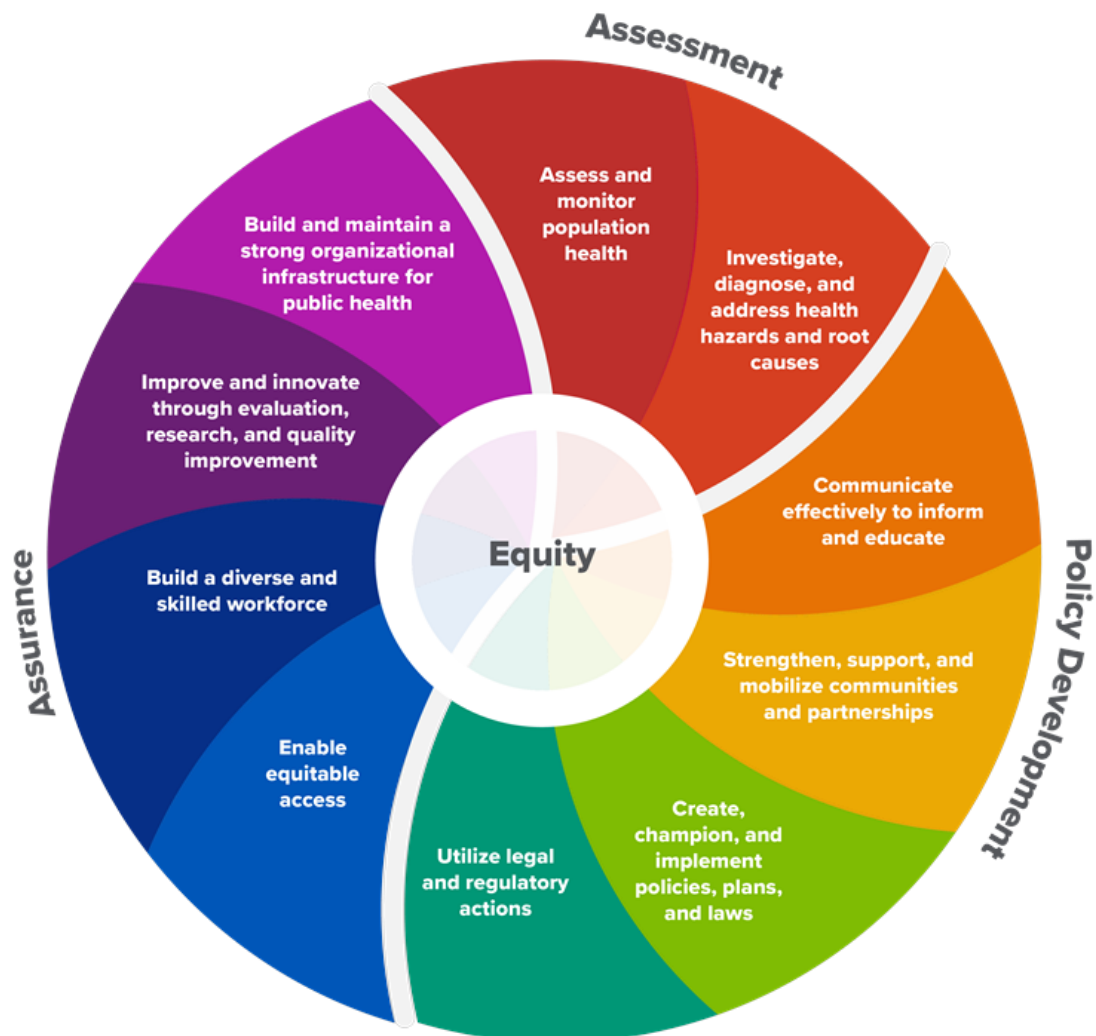 Assessment
Assess and
monitor
population
health
Investigate,
diagnose, and
address health
hazards and root
causes
Policy Development
Communicate
effectively to inform
and educate
Strengthen, support, and
mobilize communities
and partnerships
Create,
champion, and
implement
policies, plans,
and laws
Utilize legal
and regulatory
actions
Assurance
Enable
equitable
access
Build a diverse and
skilled workforce
Improve and innovate
through evaluation,
research, and quality
improvement
Build and maintain a
strong organizational
infrastructure for
public health
Equity